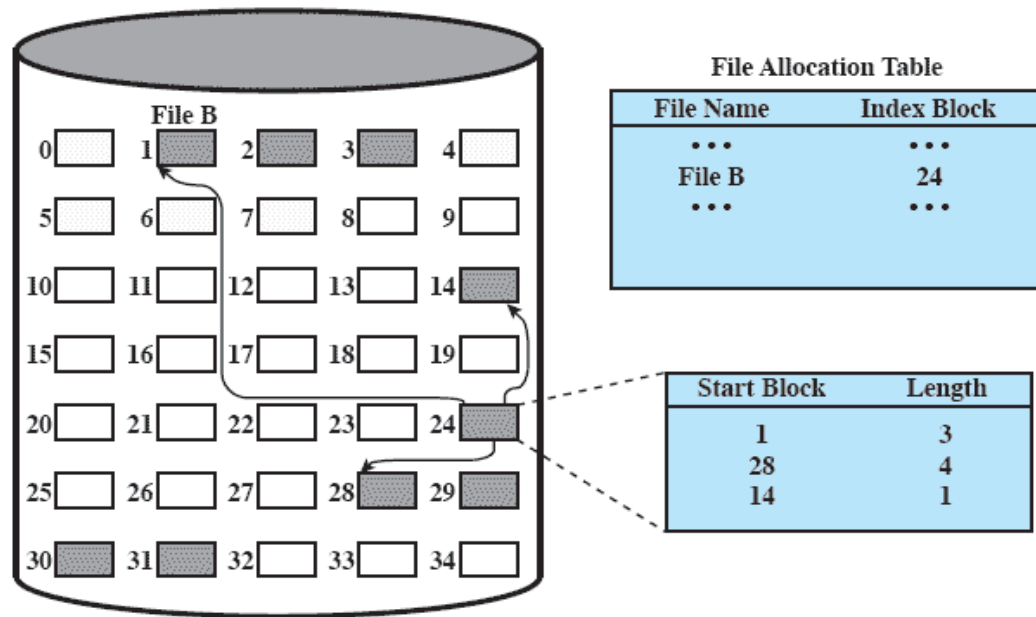 File B
0 1 2 3 4
5 6 7 8 9
10 11 12 13 14
15 16 17 18 19
20 21 22 23 24
25 26 27 28 29
30 31 32 33 34
File Allocation Table
File Name Index Block
• • • • • •
File B 24
• • • • • •
Start Block Length
1 3
28 4
14 1